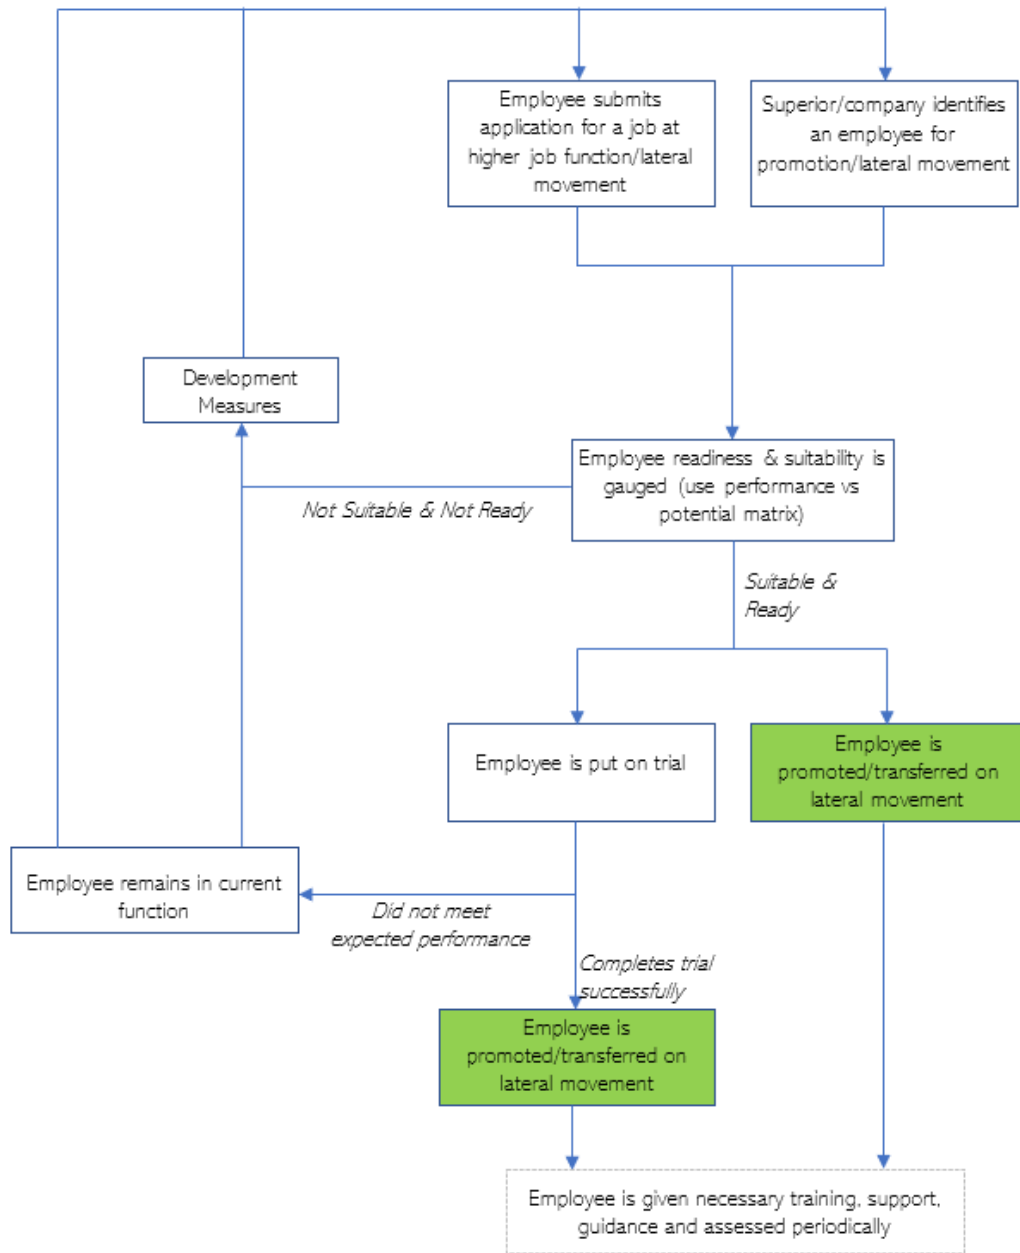 Employee submits
application for a job at
higher job function/lateral
movement
Superior/company identifies
an employee for
promotion/lateral movement
Development
Measures
Employee readiness & suitability is
gauged (use performance vs
potential matrix)
Not Suitable & Not Ready
Suitable &
Ready
Employee is put on trial
Employee is
promoted/transferred on
lateral movement
Employee remains in current
function
Did not meet
expected performance
Completes trial
successfully
Employee is
promoted/transferred on
lateral movement
Employee is given necessary training, support,
guidance and assessed periodically